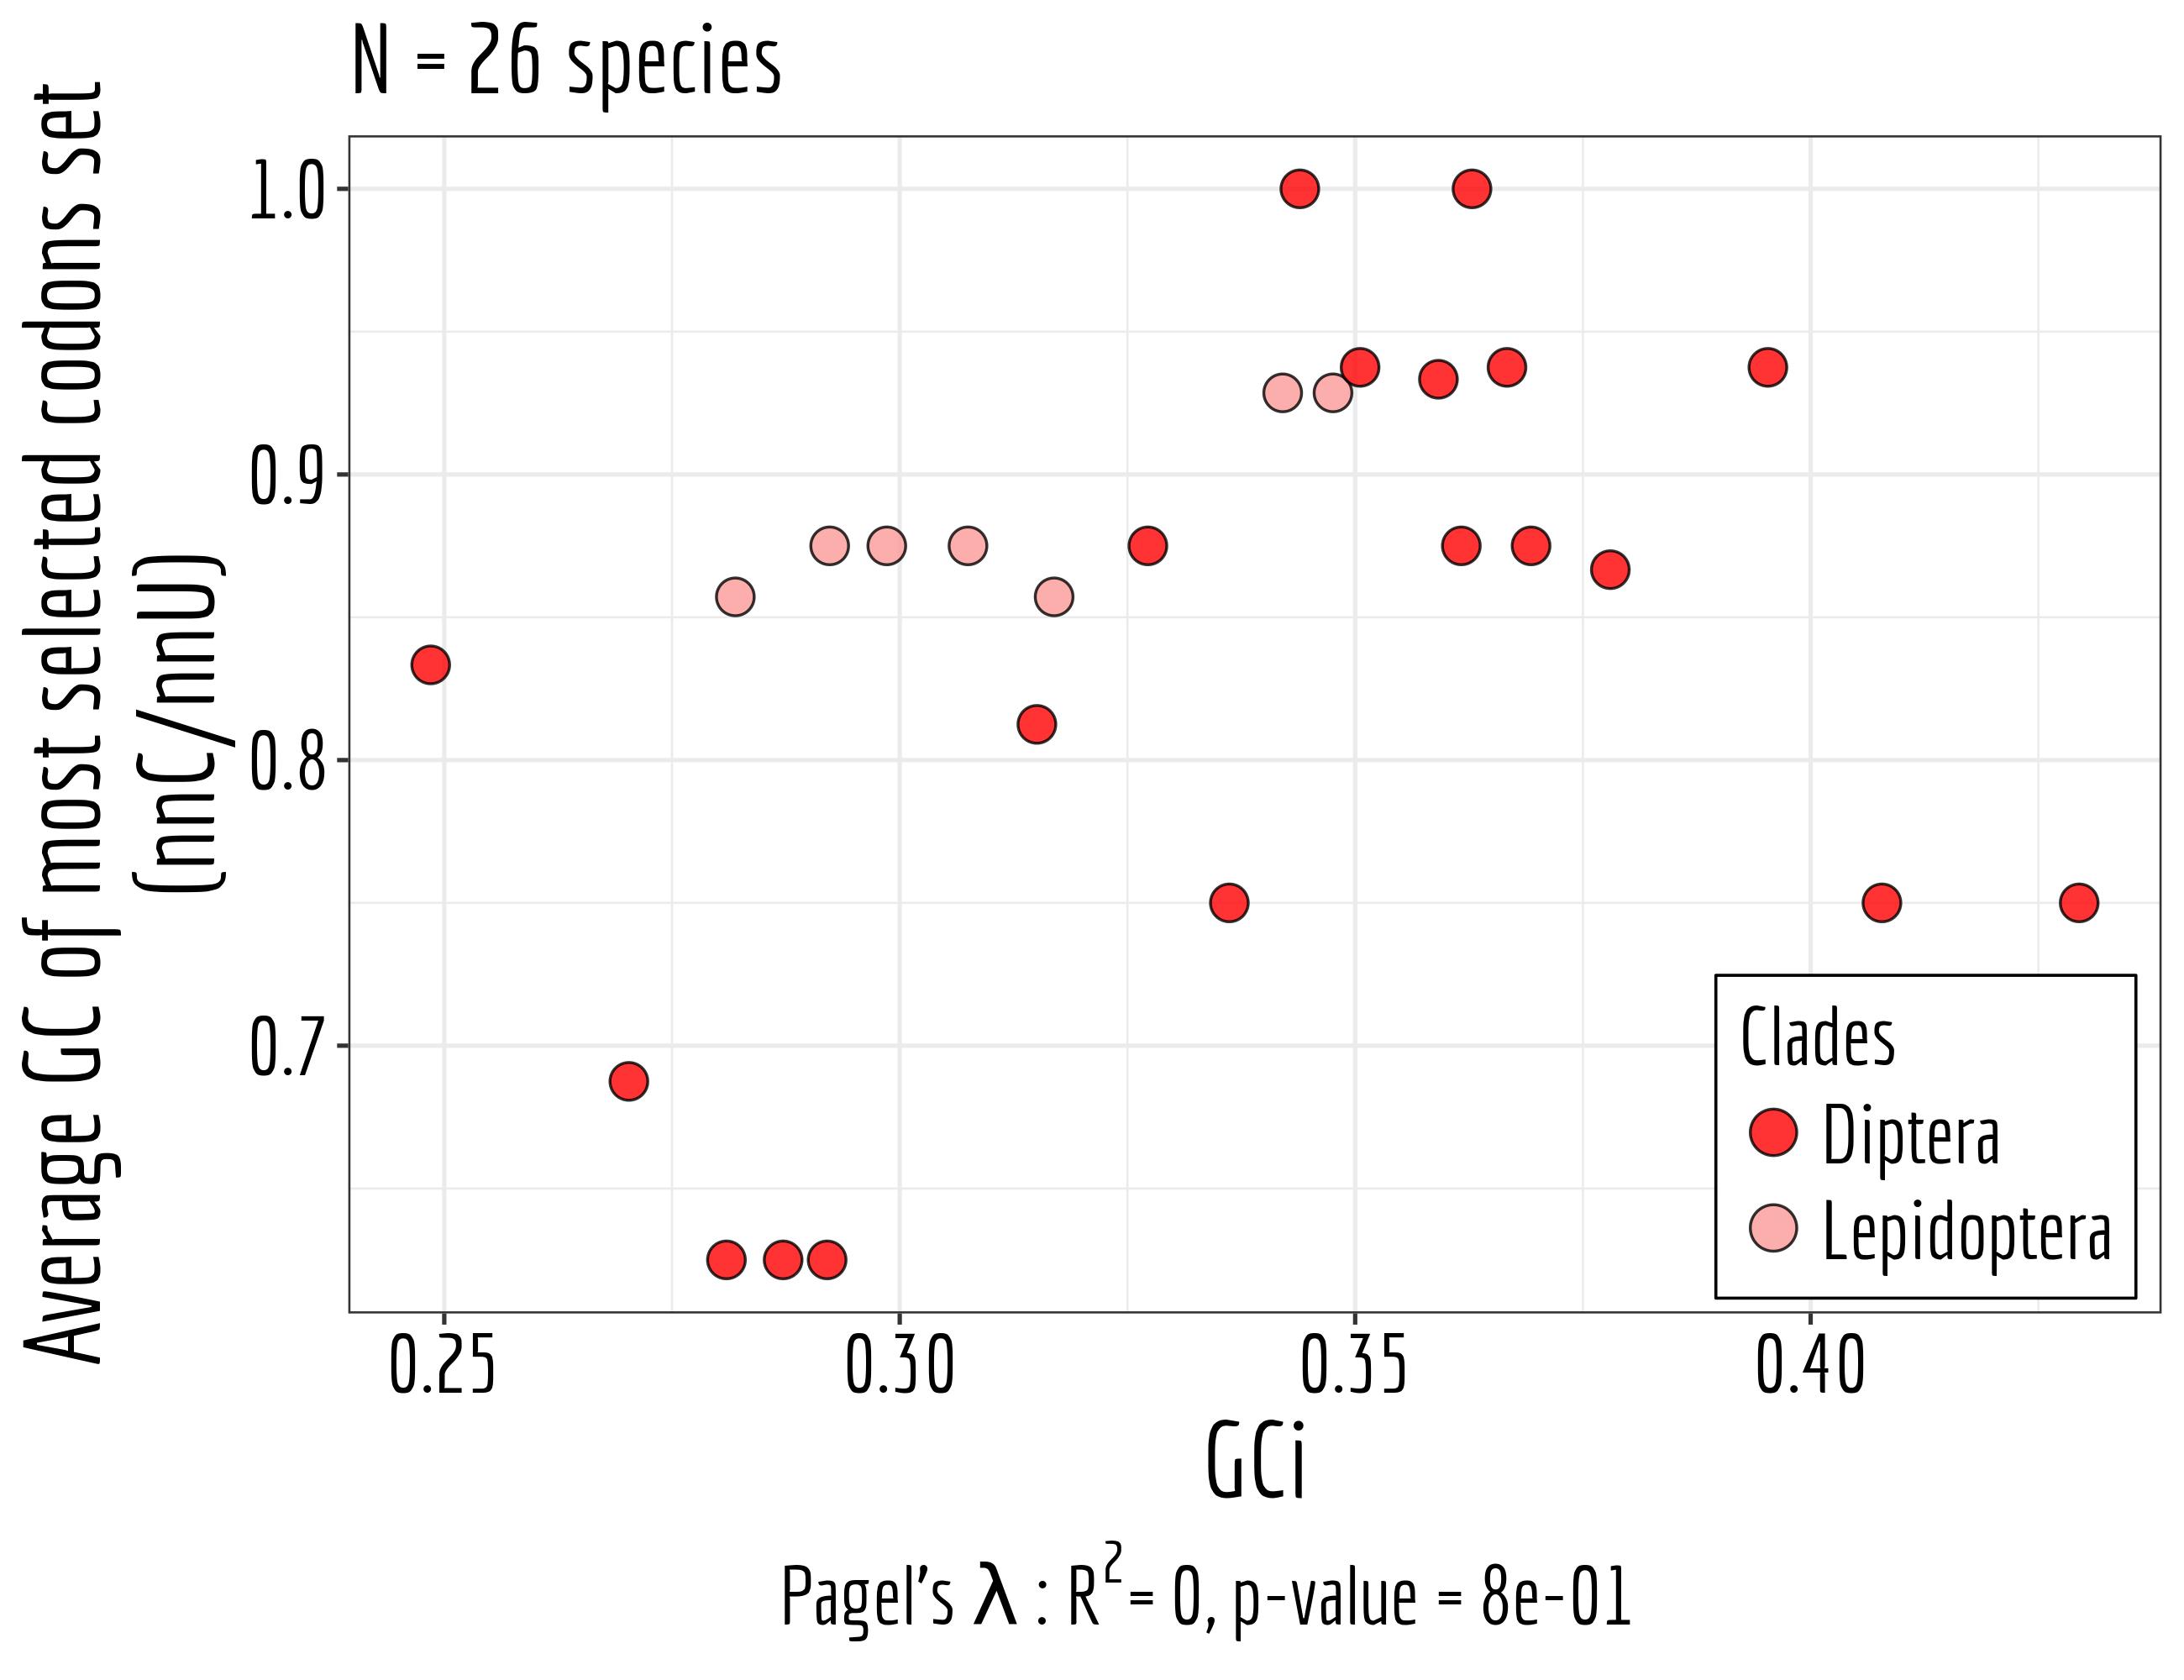 N = 26 species
Average GC of most selected codons set
(nnC/nnU)
1.0
0.9
0.8
0.7
Clades
Diptera
Lepidoptera
0.25
0.30
0.35
0.40
GCi
Pagel's λ : R²= 0, p-value = 8e-01